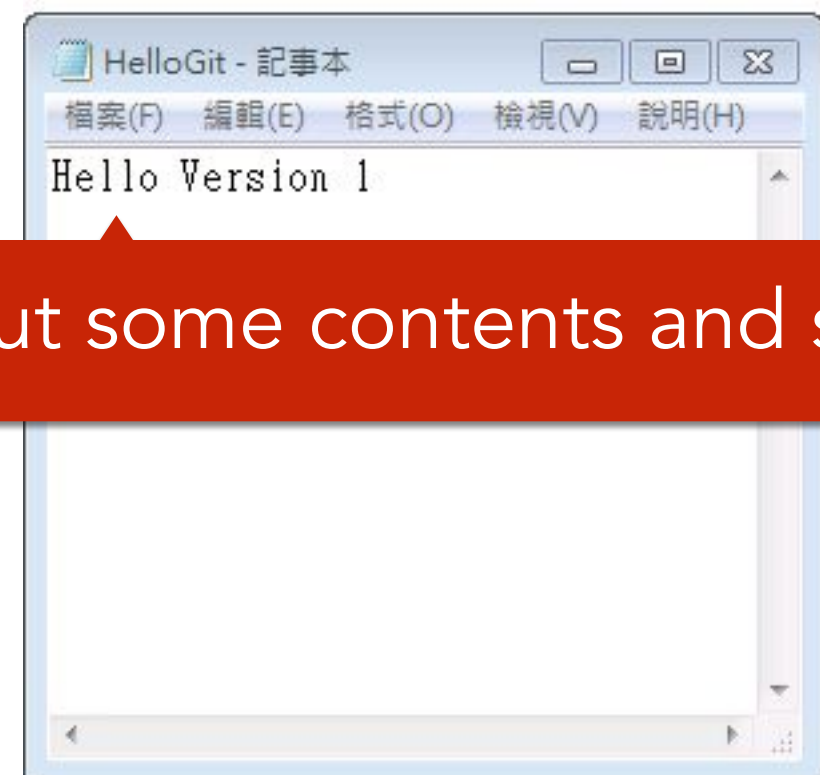 HelloGit - 記事本
檔案(F) 編輯(E) 格式(O) 檢視(V) 說明(H)
Hello Version 1
ut some contents and s